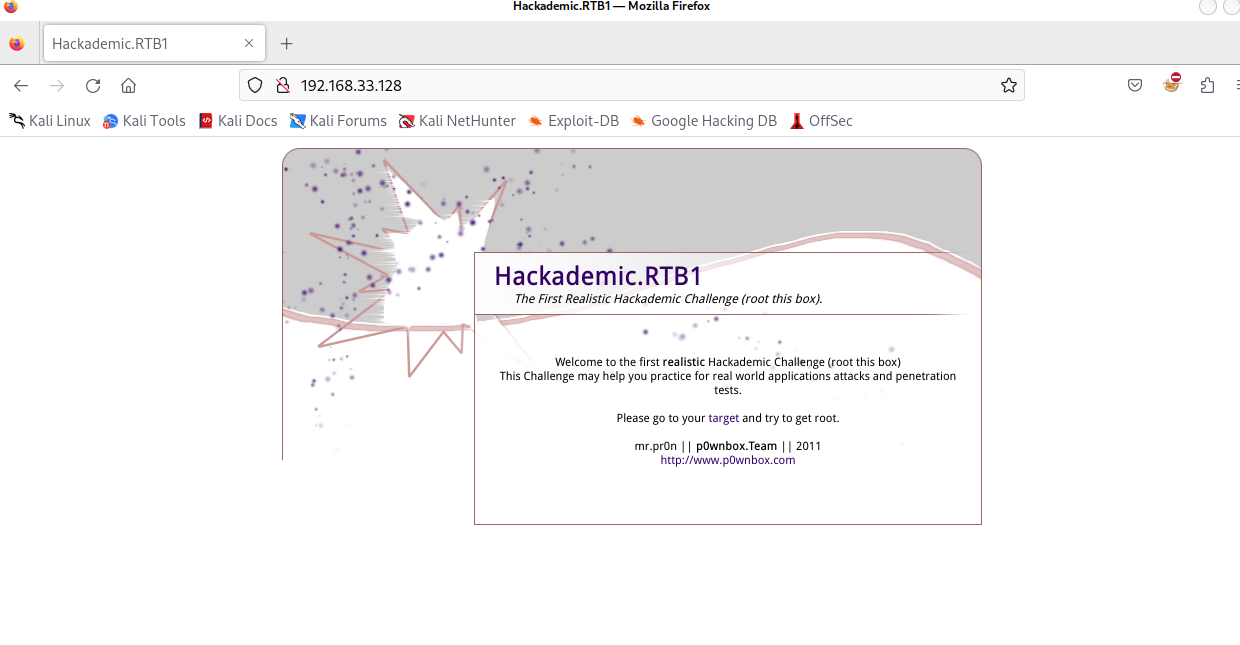 Hackademic.RTB1 — Mozilla Firefox
Hackademic.RTB1
192.168.33.128
Kali Linux Kali Tools Kali Docs Kali Forums Kali NetHunter Exploit-DB Google Hacking DB OffSec
Hackademic.RTB1
The First Realistic Hackademic Challenge (root this box).
Welcome to the first realistic Hackademic Challenge (root this box)
This Challenge may help you practice for real world applications attacks and penetration
tests.
Please go to your target and try to get root.
mr.pr0n || p0wnbox.Team || 2011
http://www.p0wnbox.com